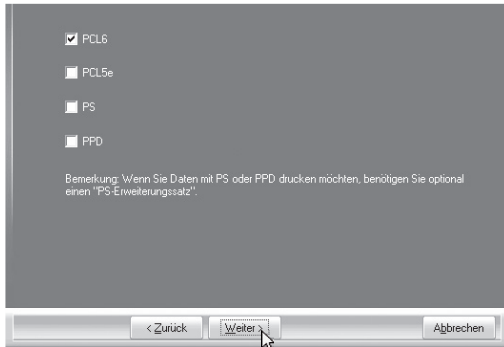 PCL6
PCL5e
PS
PPD
Bemerkung: Wenn Sie Daten mit PS oder PPD drucken möchten, benötigen Sie optional
einen "PS-Erweiterungssatz".
< Zurück Weiter > Abbrechen